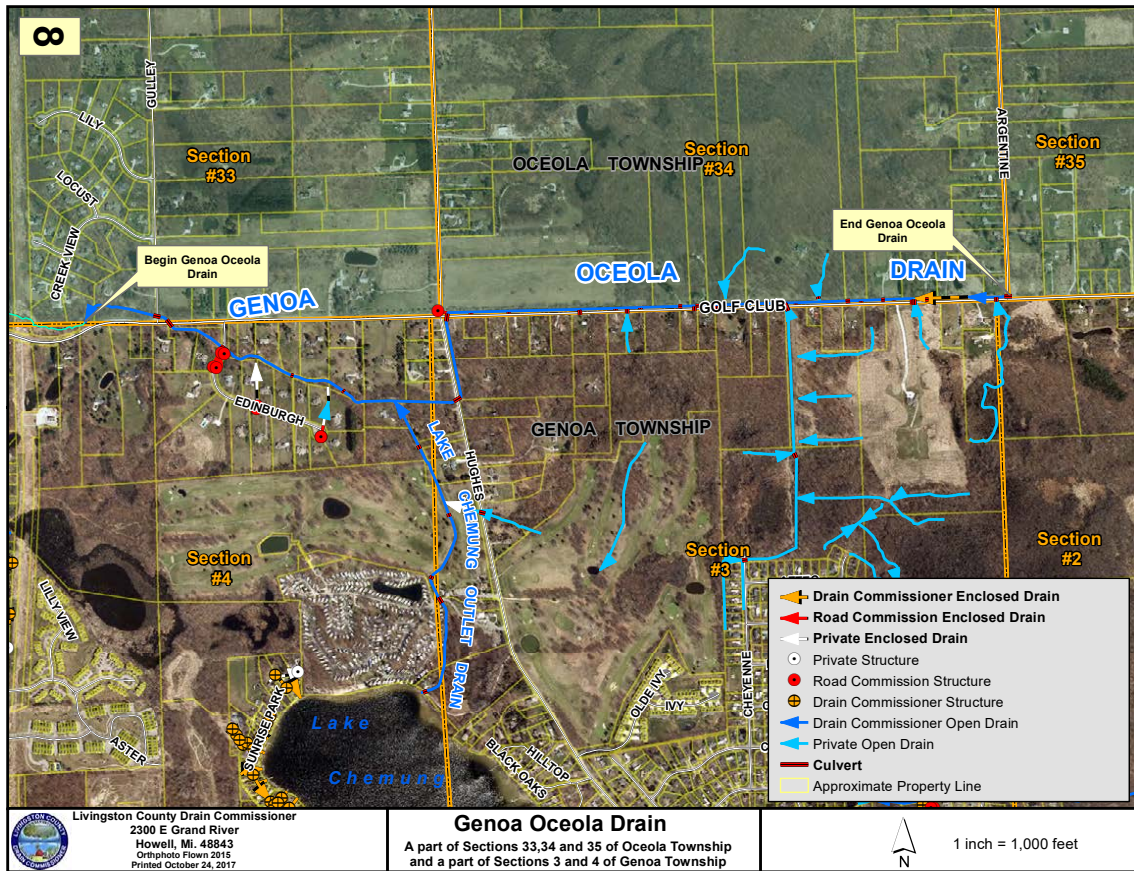 8
GULLEY
LILY
LOCUST
CREEK VIEW
Section
#33
OCEOLA TOWNSHIP
Section
#34
ARGENTINE
Section
#35
Begin Genoa Oceola
Drain
End Genoa Oceola
Drain
GENOA
OCEOLA
DRAIN
GOLF CLUB
EDINBURGH
GENOA TOWNSHIP
LAKE CHEMUNG OUTLET DRAIN
HUGHES
Section
#4
Section
#3
Section
#2
LILLY VIEW
ASTER
SUNRISE PARK
Lake
Chemung
BLACK OAKS
HILLTOP
OLDE IVY
IVY
CHEYENNE
Drain Commissioner Enclosed Drain
Road Commission Enclosed Drain
Private Enclosed Drain
Private Structure
Road Commission Structure
Drain Commissioner Structure
Drain Commissioner Open Drain
Private Open Drain
Culvert
Approximate Property Line
LIVINGSTON COUNTY
DRAIN COMMISSIONER
Livingston County Drain Commissioner
2300 E Grand River
Howell, Mi. 48843
Orthphoto Flown 2015
Printed October 24, 2017
Genoa Oceola Drain
A part of Sections 33,34 and 35 of Oceola Township
and a part of Sections 3 and 4 of Genoa Township
N
1 inch = 1,000 feet